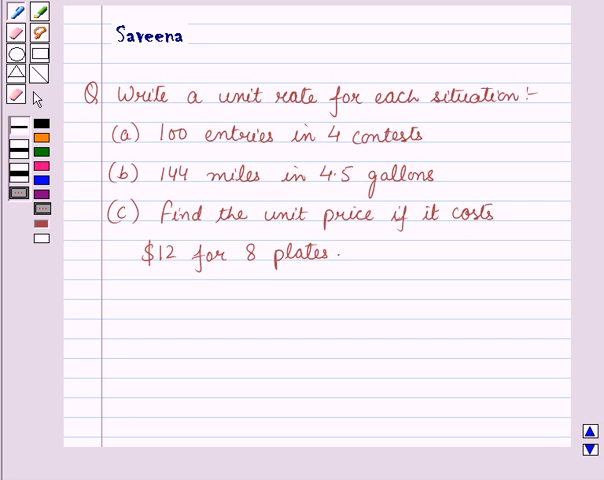 Saveena
Q Write a unit rate for each situation :-
(a) 100 entries in 4 contests
(b) 144 miles in 4.5 gallons
(c) Find the unit price if it costs
$12 for 8 plates.